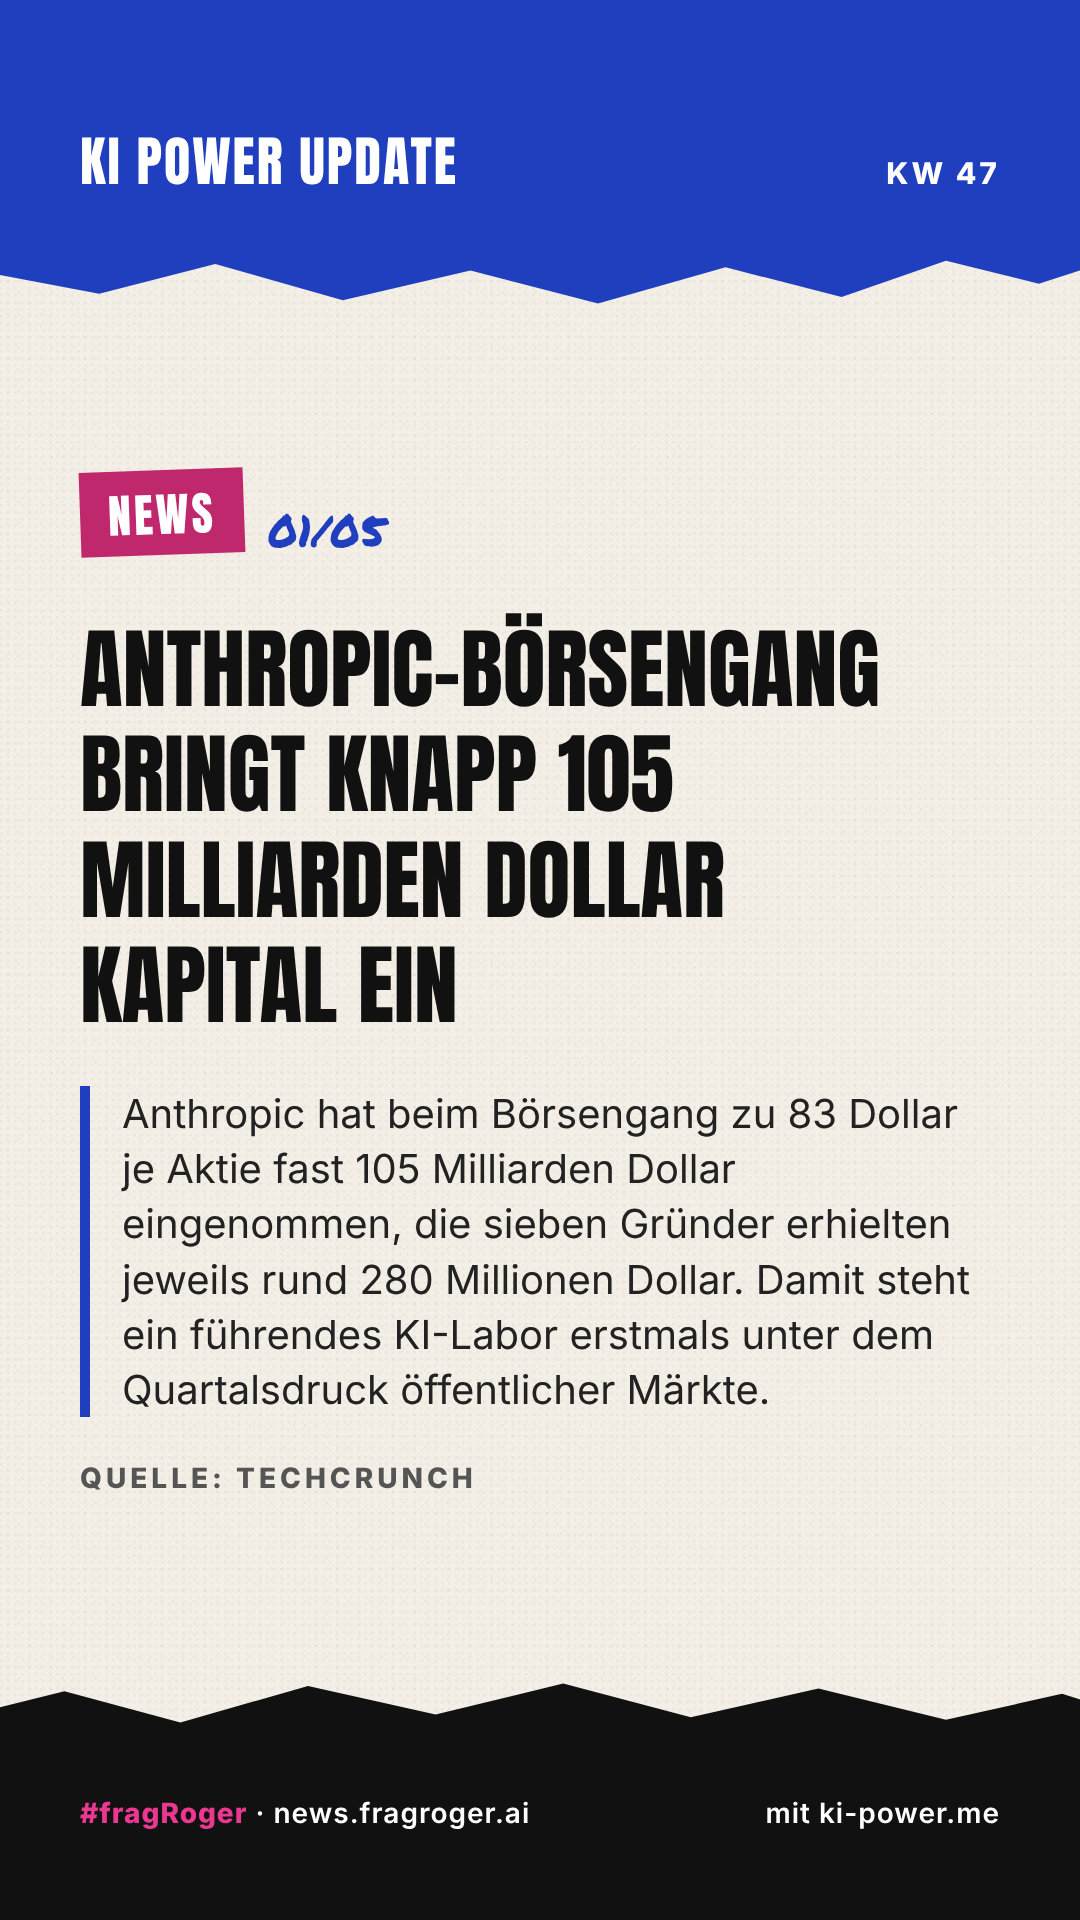 KI POWER UPDATE
KW 47
NEWS
01/05
ANTHROPIC-BÖRSENGANG
BRINGT KNAPP 105
MILLIARDEN DOLLAR
KAPITAL EIN
Anthropic hat beim Börsengang zu 83 Dollar
je Aktie fast 105 Milliarden Dollar
eingenommen, die sieben Gründer erhielten
jeweils rund 280 Millionen Dollar. Damit steht
ein führendes KI-Labor erstmals unter dem
Quartalsdruck öffentlicher Märkte.
QUELLE: TECHCRUNCH
#fragRoger · news.fragroger.ai
mit ki-power.me